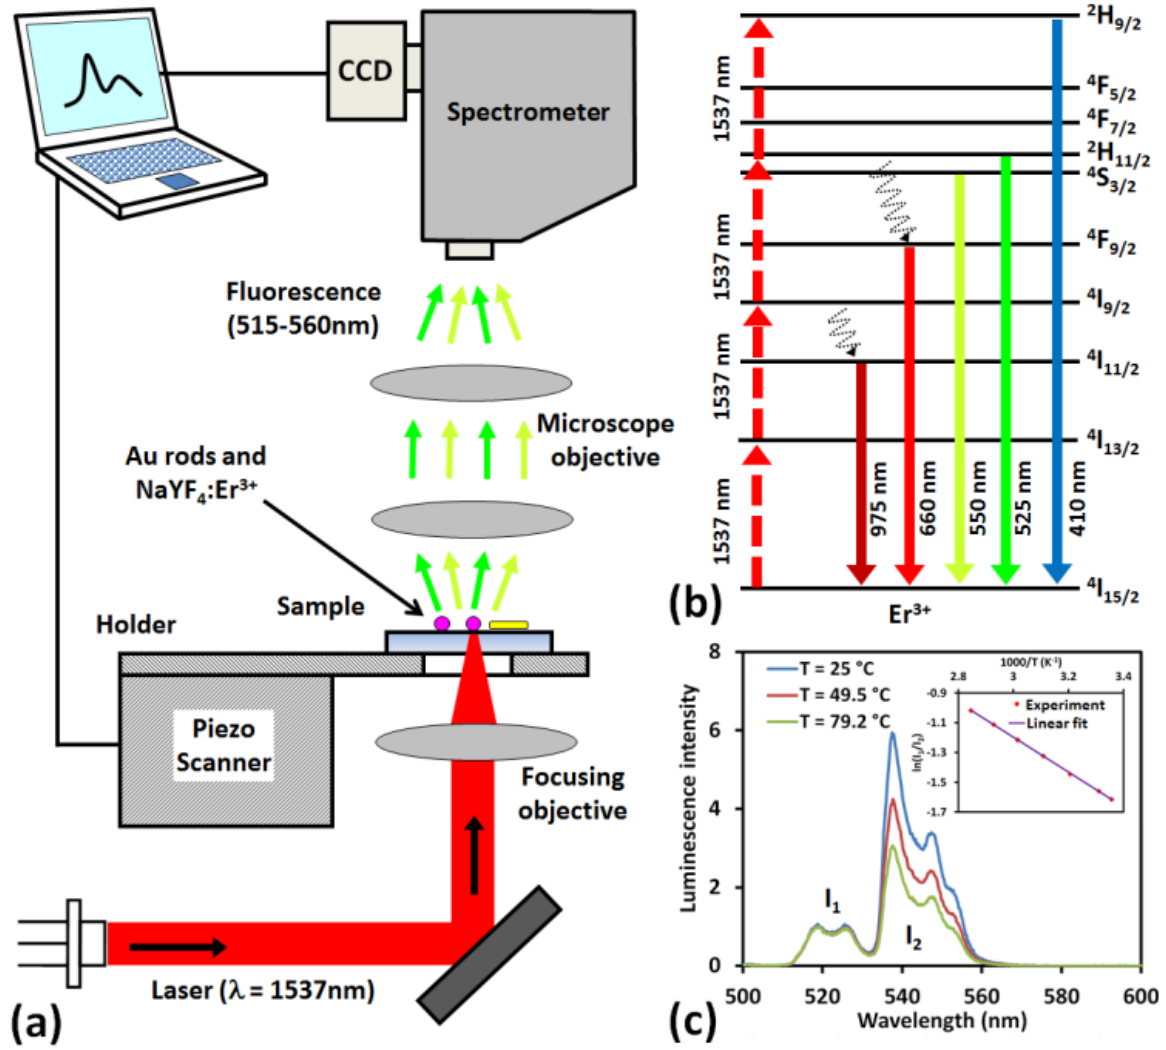 CCD
Spectrometer
Fluorescence
(515-560nm)
Microscope
objective
Au rods and
NaYF₄:Er³⁺
Sample
Holder
Piezo
Scanner
Focusing
objective
Laser (λ = 1537nm)
(a)
²H₉/₂
⁴F₅/₂
⁴F₇/₂
²H₁₁/₂
⁴S₃/₂
⁴F₉/₂
⁴I₉/₂
⁴I₁₁/₂
⁴I₁₃/₂
⁴I₁₅/₂
1537 nm
1537 nm
1537 nm
1537 nm
975 nm
660 nm
550 nm
525 nm
410 nm
Er³⁺
(b)
Luminescence intensity
8
6
4
2
0
500
520
540
560
580
600
Wavelength (nm)
T = 25 °C
T = 49.5 °C
T = 79.2 °C
I₁
I₂
1000/T (K⁻¹)
2.8
3
3.2
3.4
-0.9
-1.1
-1.3
-1.5
-1.7
ln(I₁/I₂)
Experiment
Linear fit
(c)